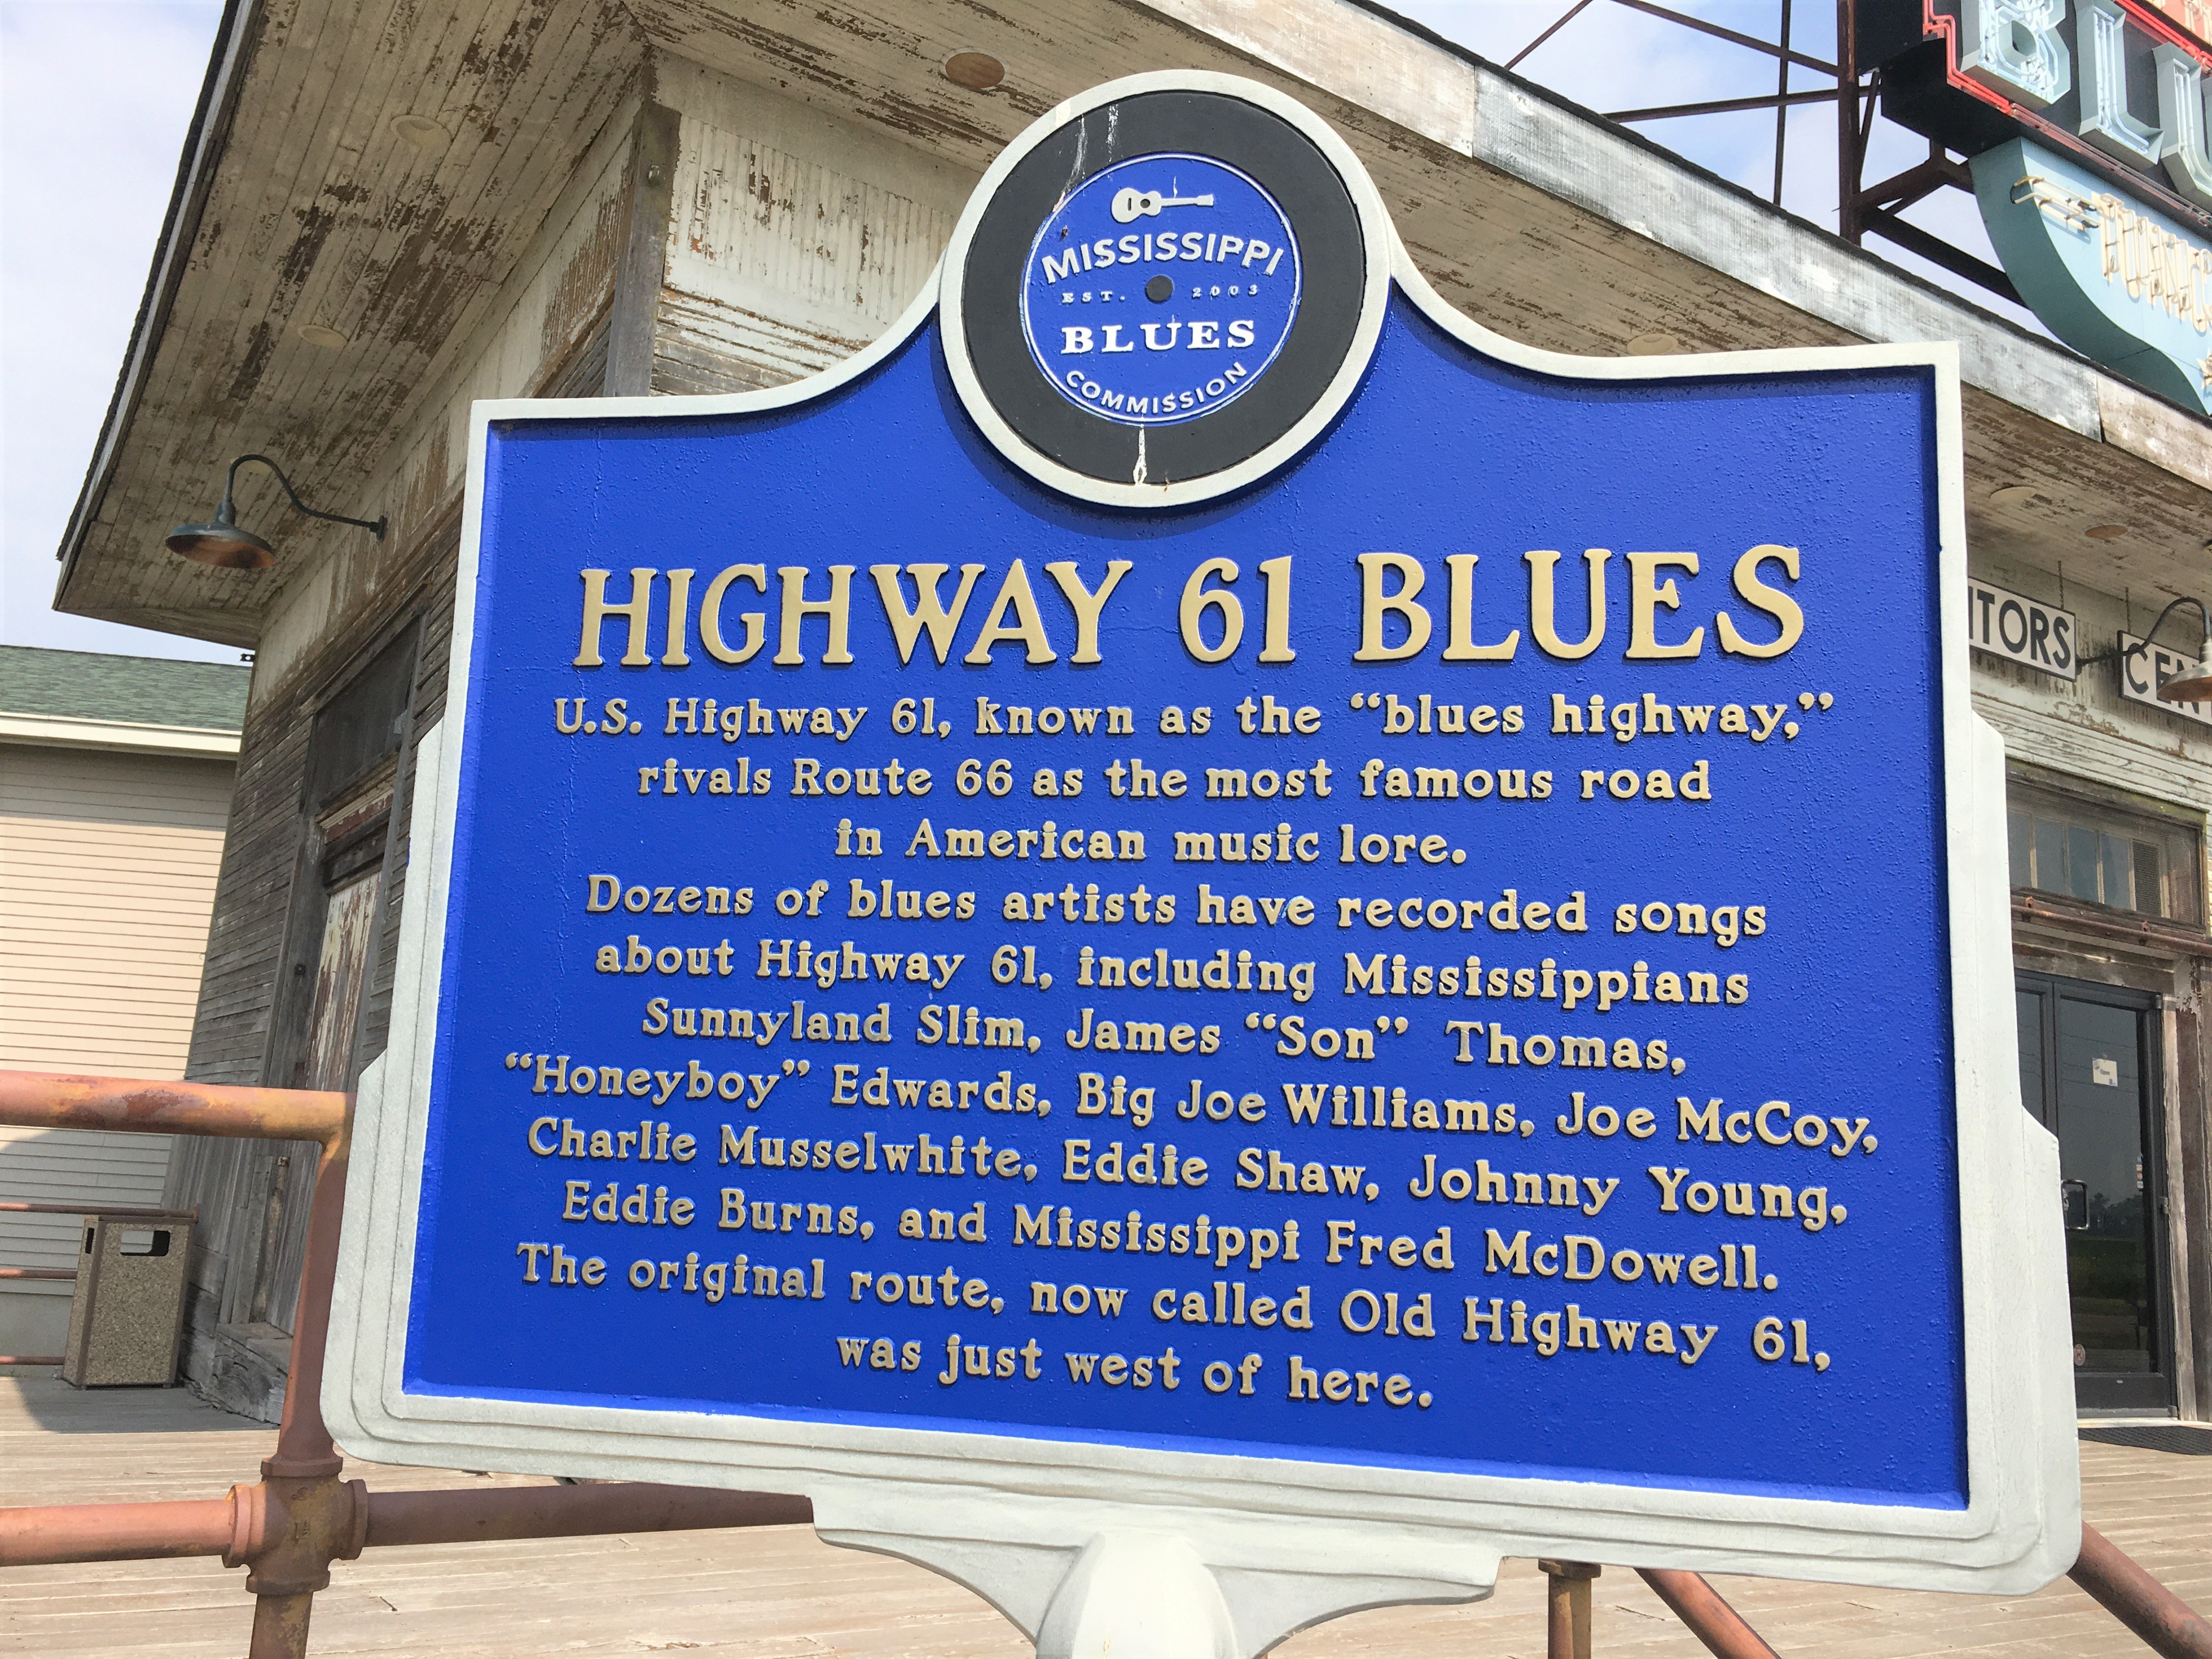 MISSISSIPPI
EST. 2003
BLUES
COMMISSION
HIGHWAY 61 BLUES
U.S. Highway 61, known as the “blues highway,”
rivals Route 66 as the most famous road
in American music lore.
Dozens of blues artists have recorded songs
about Highway 61, including Mississippians
Sunnyland Slim, James “Son” Thomas,
“Honeyboy” Edwards, Big Joe Williams, Joe McCoy,
Charlie Musselwhite, Eddie Shaw, Johnny Young,
Eddie Burns, and Mississippi Fred McDowell.
The original route, now called Old Highway 61,
was just west of here.
BLU
TUNIC
ITORS
CEN